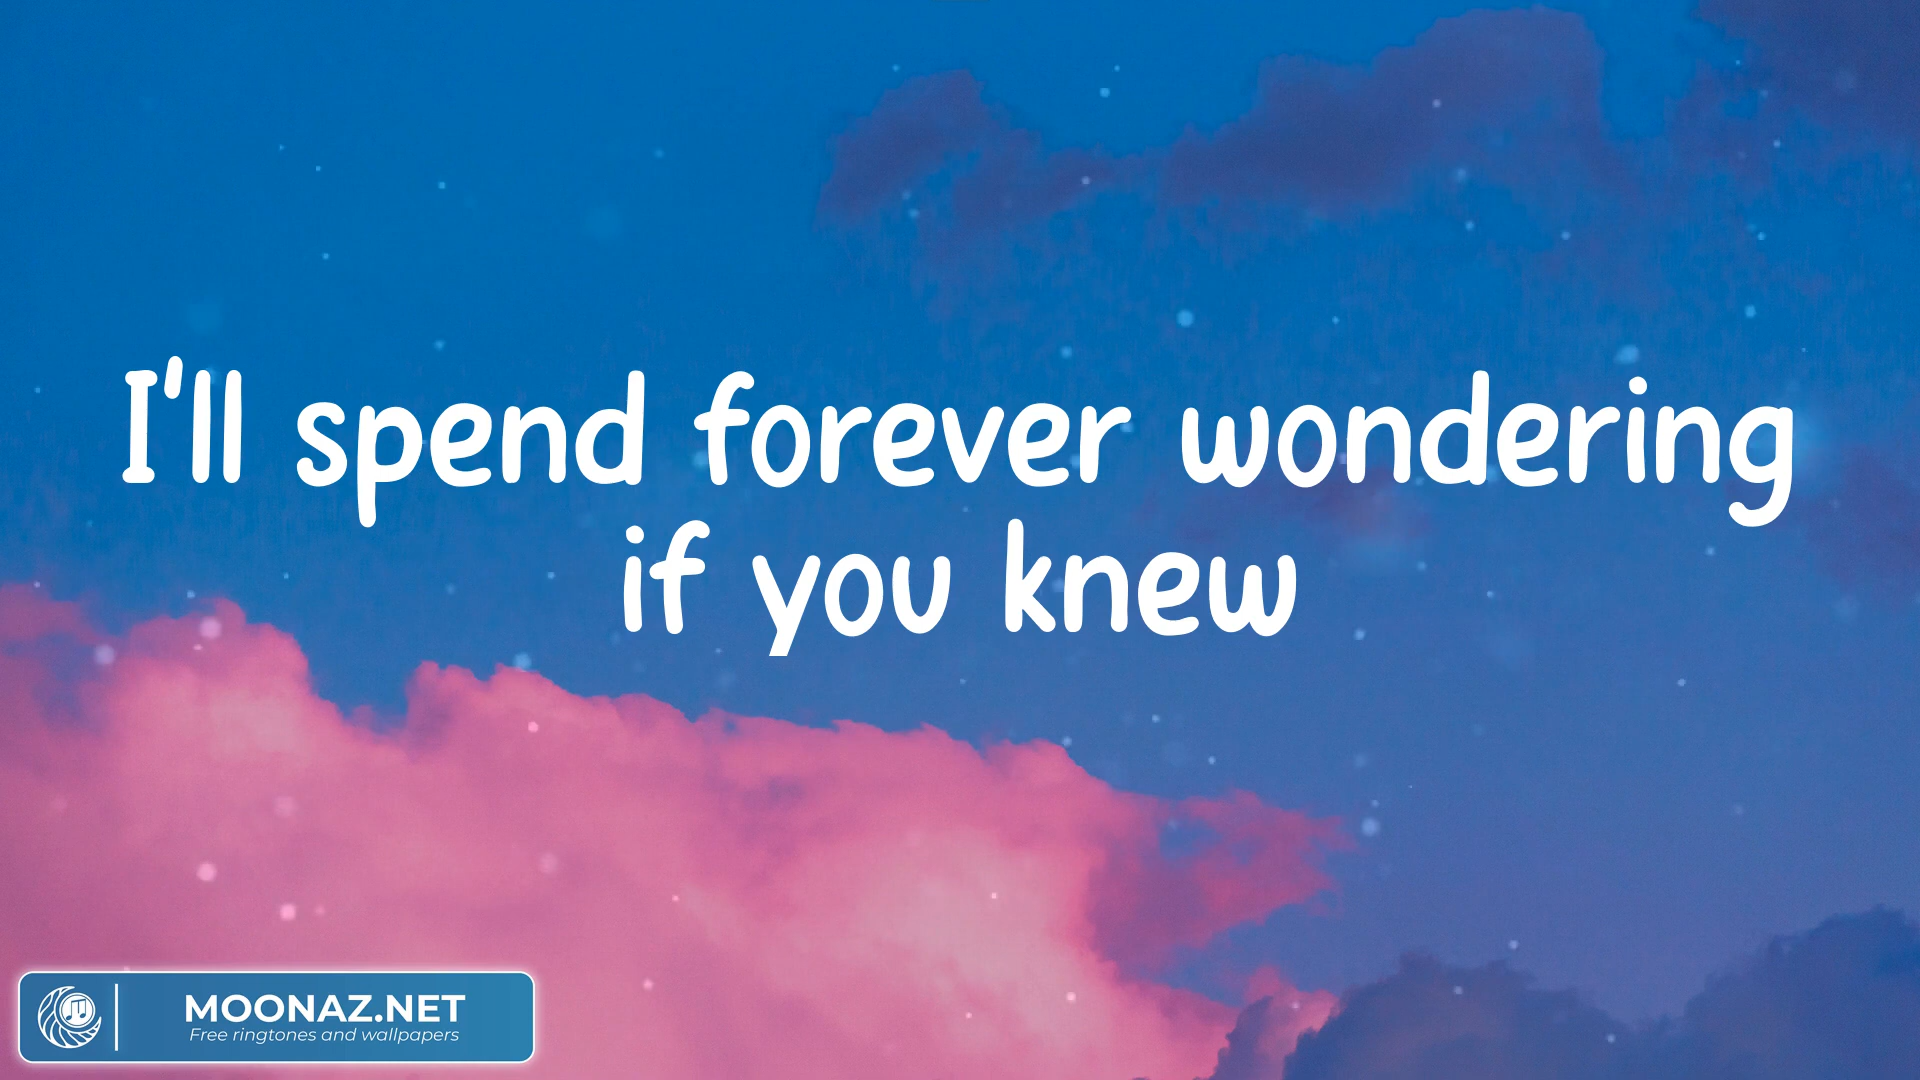 I'll spend forever wondering
if you knew
MOONAZ.NET
Free ringtones and wallpapers